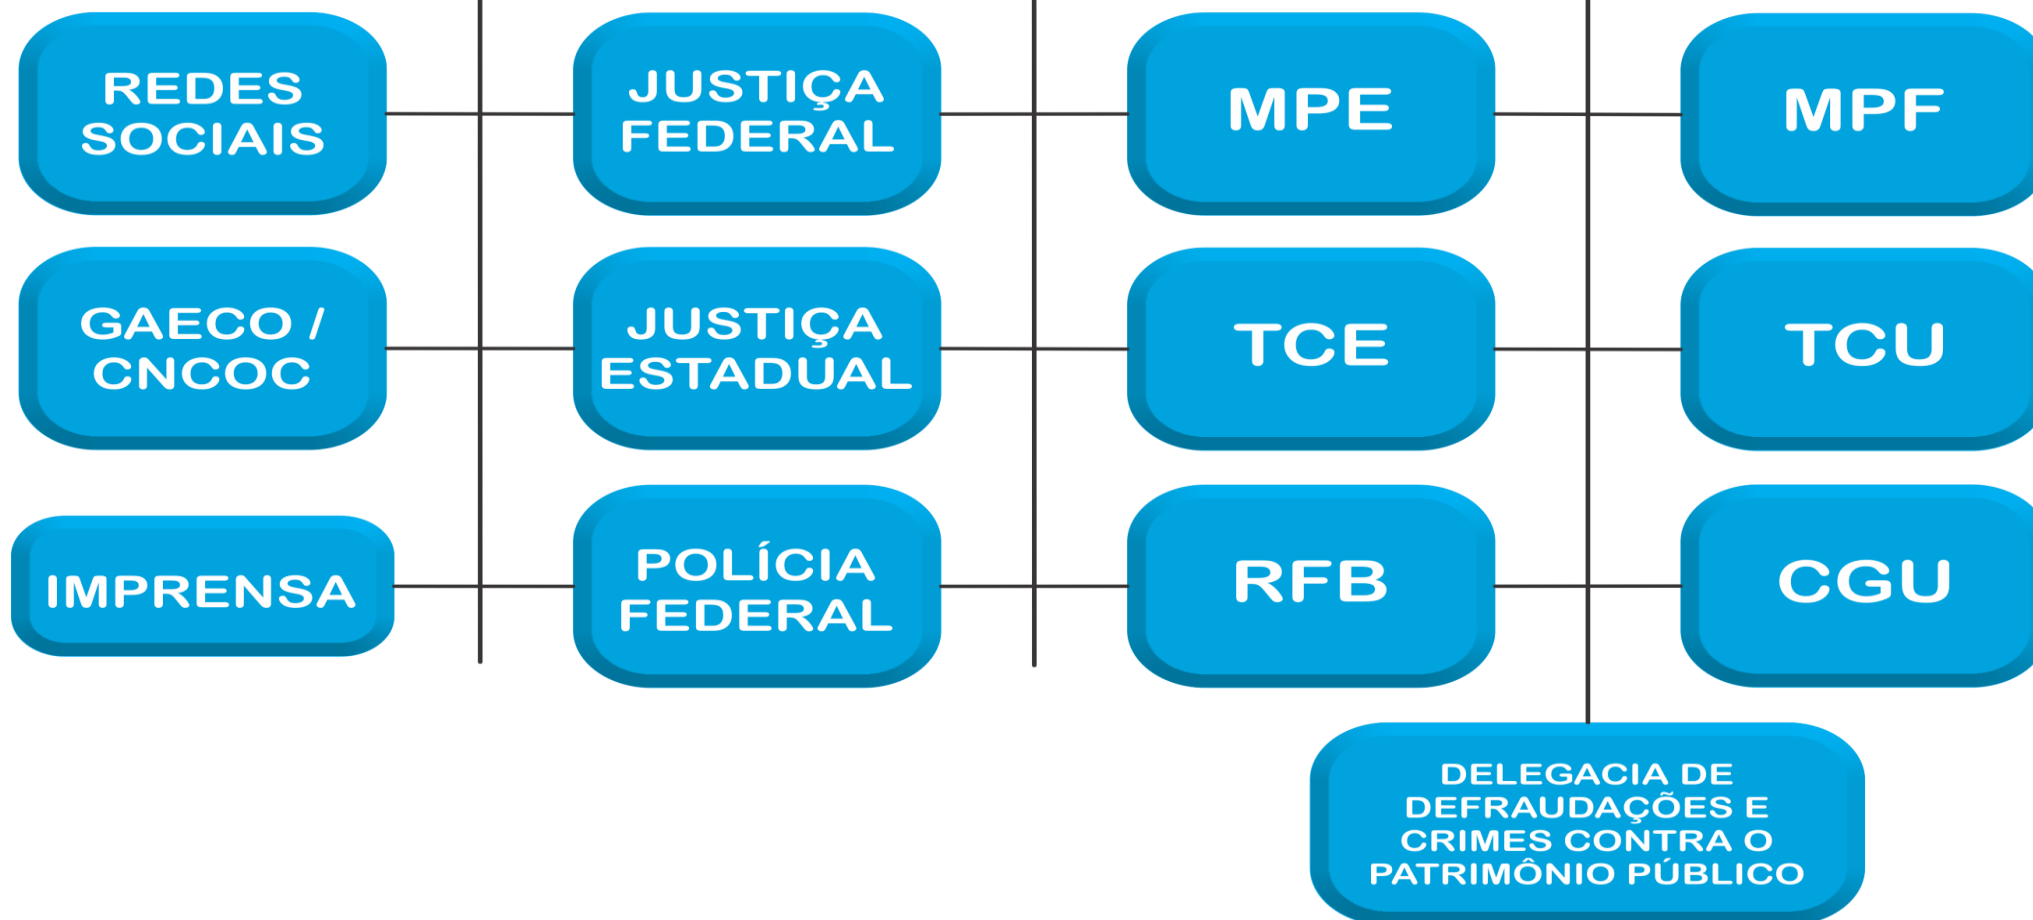 REDES
SOCIAIS
JUSTIÇA
FEDERAL
MPE
MPF
GAECO /
CNCOC
JUSTIÇA
ESTADUAL
TCE
TCU
IMPRENSA
POLÍCIA
FEDERAL
RFB
CGU
DELEGACIA DE
DEFRAUDAÇÕES E
CRIMES CONTRA O
PATRIMÔNIO PÚBLICO